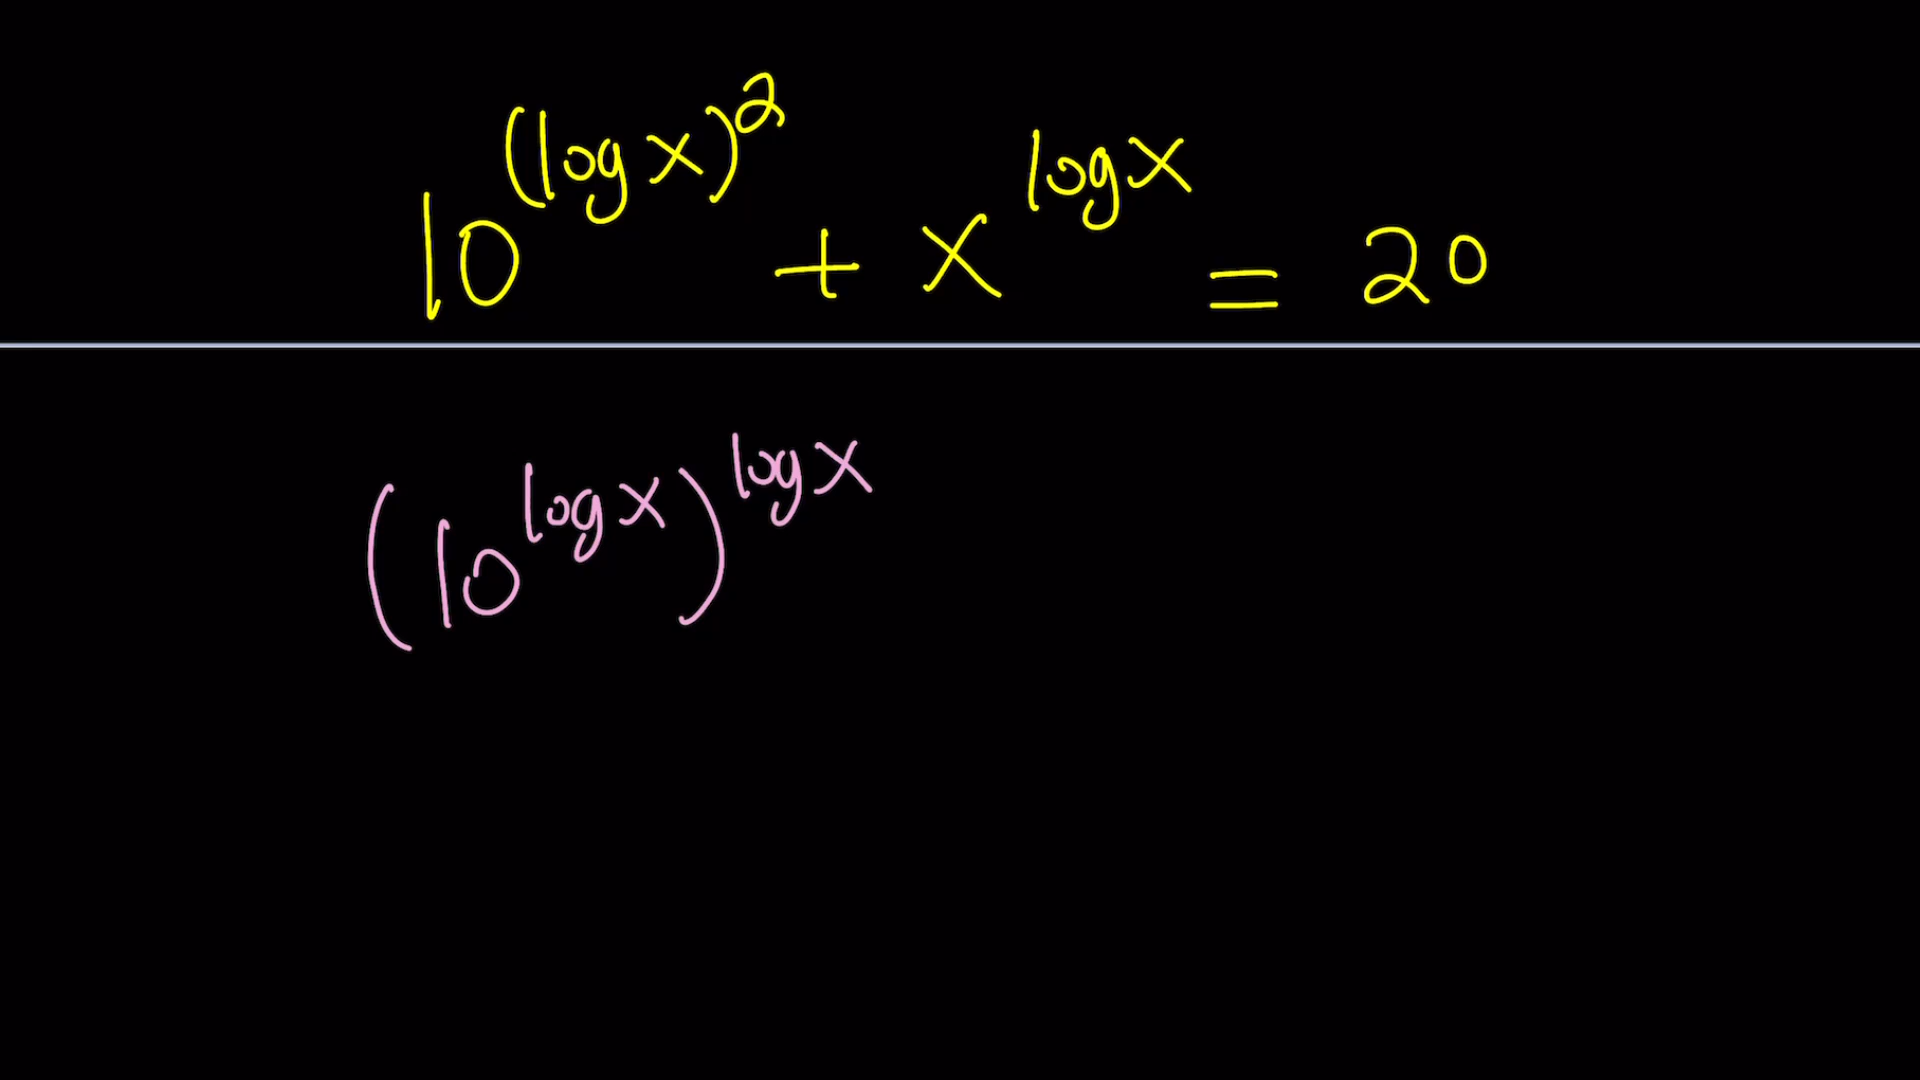 10^(log x)^2 + x^log x = 20
(10^log x)^log x